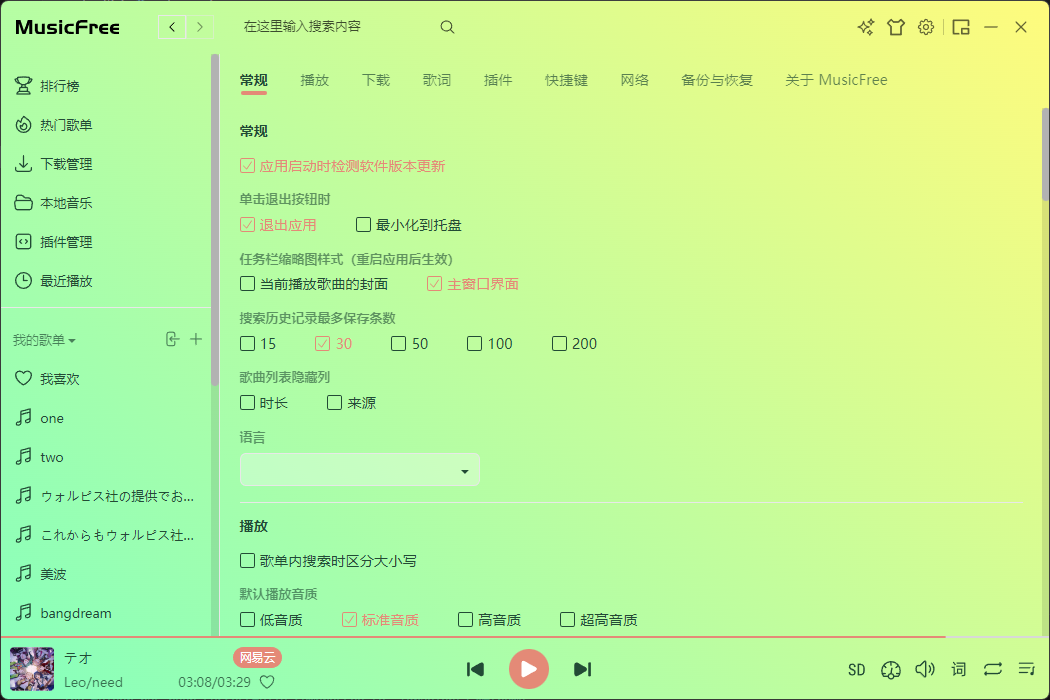 MusicFree
在这里输入搜索内容
排行榜
热门歌单
下载管理
本地音乐
插件管理
最近播放
我的歌单
我喜欢
one
two
ウォルピス社の提供でお...
これからもウォルピス社...
美波
bangdream
常规 播放 下载 歌词 插件 快捷键 网络 备份与恢复 关于 MusicFree
常规
应用启动时检测软件版本更新
单击退出按钮时
退出应用 最小化到托盘
任务栏缩略图样式（重启应用后生效）
当前播放歌曲的封面 主窗口界面
搜索历史记录最多保存条数
15 30 50 100 200
歌曲列表隐藏列
时长 来源
语言
播放
歌单内搜索时区分大小写
默认播放音质
低音质 标准音质 高音质 超高音质
テオ 网易云
Leo/need 03:08/03:29
SD 词